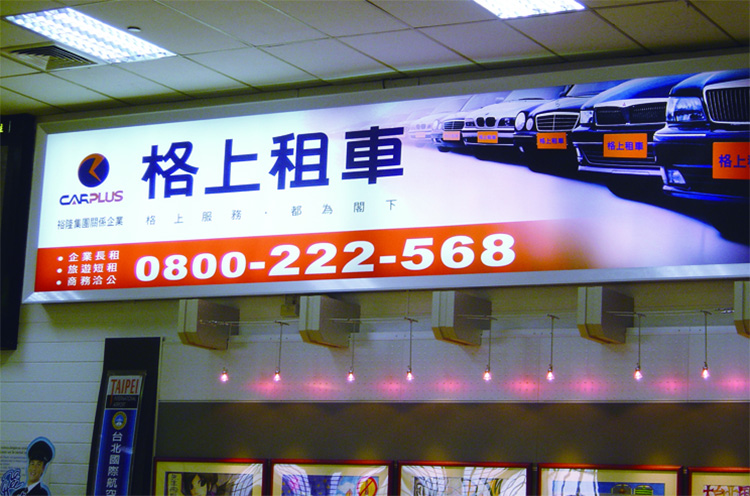 格上租車
CARPLUS
裕隆集團關係企業
格上服務・都為閣下
• 企業長租
• 旅遊短租
• 商務洽公
0800-222-568
格上租車
格上租車
格上租車
格上租車
TAIPEI
台北國際航空